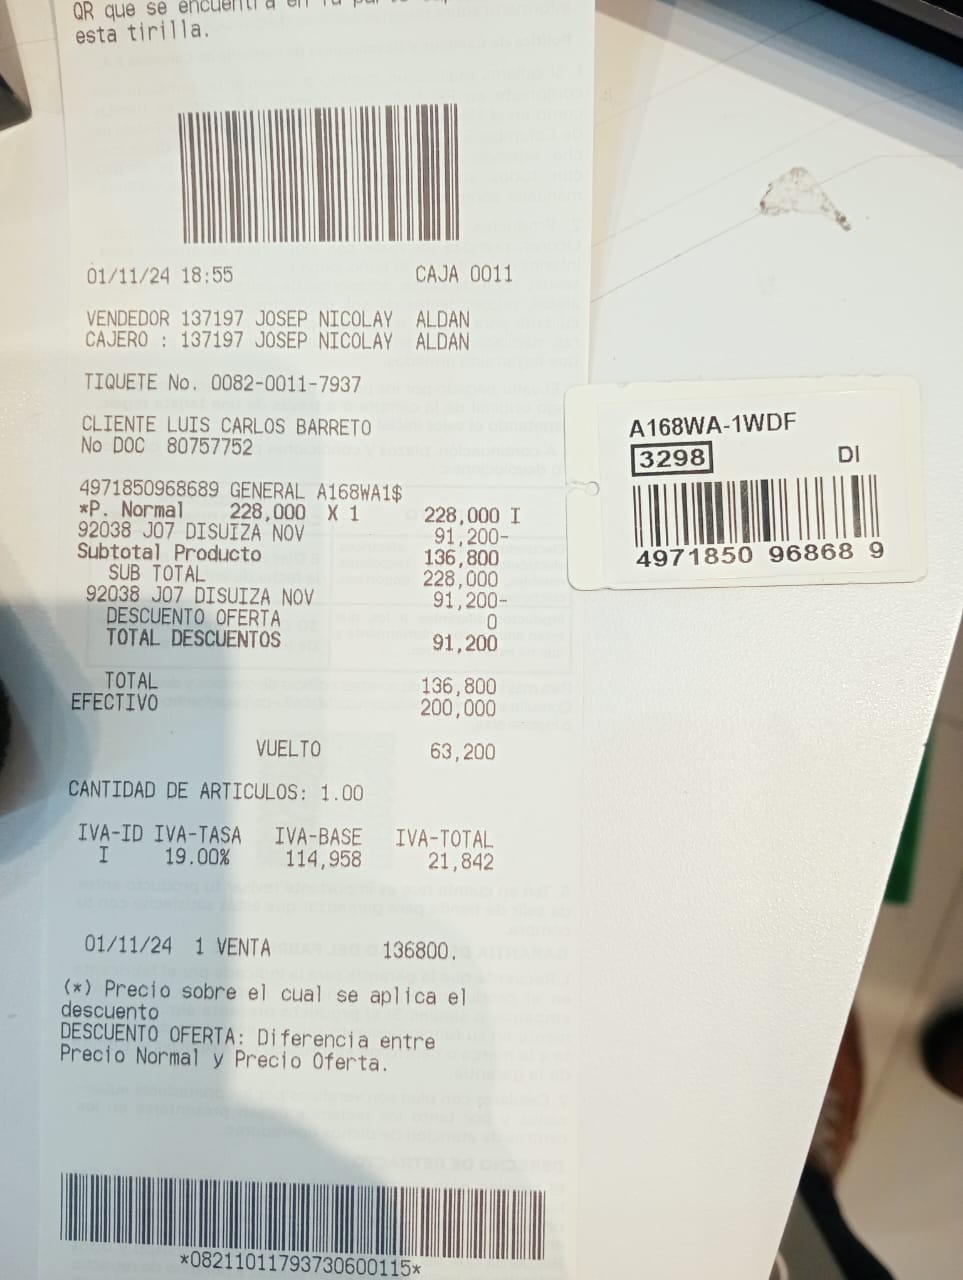 QR que se encuentra en la
esta tirilla.
01/11/24 18:55 CAJA 0011
VENDEDOR 137197 JOSEP NICOLAY ALDAN
CAJERO : 137197 JOSEP NICOLAY ALDAN
TIQUETE No. 0082-0011-7937
CLIENTE LUIS CARLOS BARRETO
No DOC 80757752
4971850968689 GENERAL A168WA1$
*P. Normal 228,000 X 1 228,000 I
92038 J07 DISUIZA NOV 91,200-
Subtotal Producto 136,800
SUB TOTAL 228,000
92038 J07 DISUIZA NOV 91,200-
DESCUENTO OFERTA 0
TOTAL DESCUENTOS 91,200
TOTAL 136,800
EFECTIVO 200,000
VUELTO 63,200
CANTIDAD DE ARTICULOS: 1.00
IVA-ID IVA-TASA IVA-BASE IVA-TOTAL
I 19.00% 114,958 21,842
01/11/24 1 VENTA 136800.
(*) Precio sobre el cual se aplica el
descuento
DESCUENTO OFERTA: Diferencia entre
Precio Normal y Precio Oferta.
*08211011793730600115*
A168WA-1WDF
3298 DI
4971850 96868 9